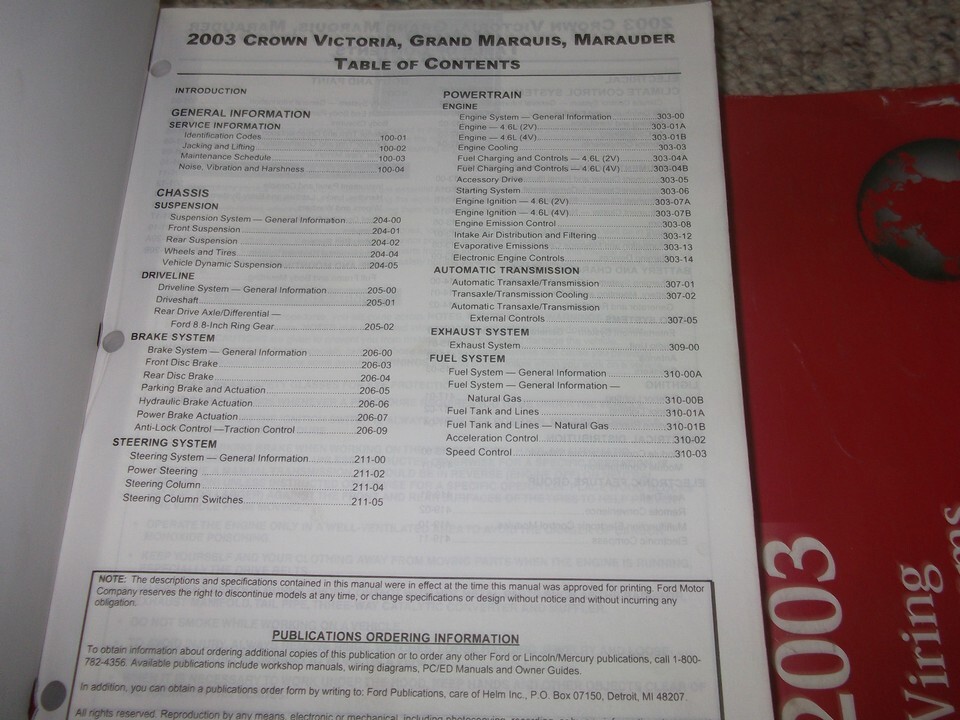 2003 CROWN VICTORIA, GRAND MARQUIS, MARAUDER
TABLE OF CONTENTS
INTRODUCTION
GENERAL INFORMATION
SERVICE INFORMATION
Identification Codes 100-01
Jacking and Lifting 100-02
Maintenance Schedule 100-03
Noise, Vibration and Harshness 100-04
CHASSIS
SUSPENSION
Suspension System — General Information 204-00
Front Suspension 204-01
Rear Suspension 204-02
Wheels and Tires 204-04
Vehicle Dynamic Suspension 204-05
DRIVELINE
Driveline System — General Information 205-00
Driveshaft 205-01
Rear Drive Axle/Differential —
Ford 8.8-Inch Ring Gear 205-02
BRAKE SYSTEM
Brake System — General Information 206-00
Front Disc Brake 206-03
Rear Disc Brake 206-04
Parking Brake and Actuation 206-05
Hydraulic Brake Actuation 206-06
Power Brake Actuation 206-07
Anti-Lock Control —Traction Control 206-09
STEERING SYSTEM
Steering System — General Information 211-00
Power Steering 211-02
Steering Column 211-04
Steering Column Switches 211-05
POWERTRAIN
ENGINE
Engine System — General Information 303-00
Engine — 4.6L (2V) 303-01A
Engine — 4.6L (4V) 303-01B
Engine Cooling 303-03
Fuel Charging and Controls — 4.6L (2V) 303-04A
Fuel Charging and Controls — 4.6L (4V) 303-04B
Accessory Drive 303-05
Starting System 303-06
Engine Ignition — 4.6L (2V) 303-07A
Engine Ignition — 4.6L (4V) 303-07B
Engine Emission Control 303-08
Intake Air Distribution and Filtering 303-12
Evaporative Emissions 303-13
Electronic Engine Controls 303-14
AUTOMATIC TRANSMISSION
Automatic Transaxle/Transmission 307-01
Transaxle/Transmission Cooling 307-02
Automatic Transaxle/Transmission
External Controls 307-05
EXHAUST SYSTEM
Exhaust System 309-00
FUEL SYSTEM
Fuel System — General Information 310-00A
Fuel System — General Information —
Natural Gas 310-00B
Fuel Tank and Lines 310-01A
Fuel Tank and Lines — Natural Gas 310-01B
Acceleration Control 310-02
Speed Control 310-03
NOTE: The descriptions and specifications contained in this manual were in effect at the time this manual was approved for printing. Ford Motor
Company reserves the right to discontinue models at any time, or change specifications or design without notice and without incurring any
obligation.
PUBLICATIONS ORDERING INFORMATION
To obtain information about ordering additional copies of this publication or to order any other Ford or Lincoln/Mercury publications, call 1-800-
782-4356. Available publications include workshop manuals, wiring diagrams, PC/ED Manuals and Owner Guides.
In addition, you can obtain a publications order form by writing to: Ford Publications, care of Helm Inc., P.O. Box 07150, Detroit, MI 48207.
All rights reserved. Reproduction by any means, electronic or mechanical, including photocopying, recording
2003
Wiring